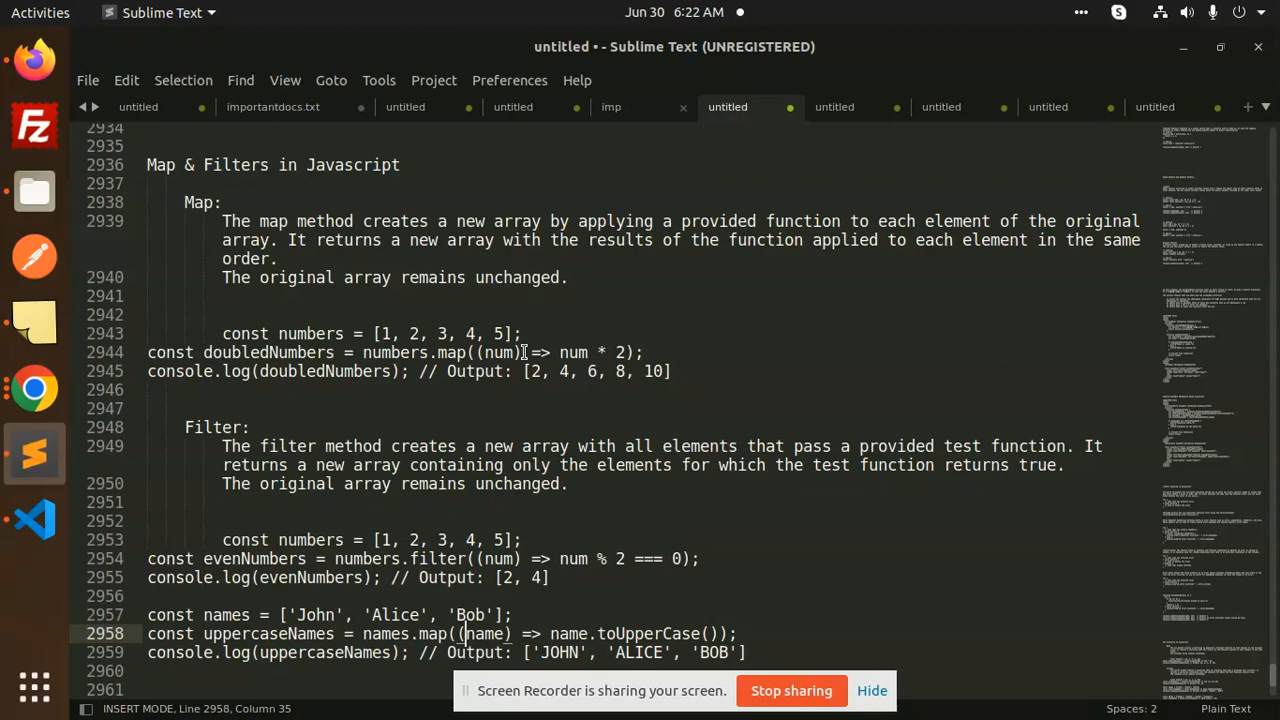 Activities
Sublime Text
Jun 30 6:22 AM
untitled • - Sublime Text (UNREGISTERED)
File Edit Selection Find View Goto Tools Project Preferences Help
untitled importantdocs.txt untitled untitled imp untitled untitled untitled untitled untitled
2934
2935
2936 Map & Filters in Javascript
2937
2938 Map:
2939 The map method creates a new array by applying a provided function to each element of the original
array. It returns a new array with the results of the function applied to each element in the same
order.
2940 The original array remains unchanged.
2941
2942
2943 const numbers = [1, 2, 3, 4, 5];
2944 const doubledNumbers = numbers.map( => num * 2);
2945 console.log(doubledNumbers); // Output: [2, 4, 6, 8, 10]
2946
2947
2948 Filter:
2949 The filter method creates a new array with all elements that pass a provided test function. It
returns a new array containing only the elements for which the test function returns true.
2950 The original array remains unchanged.
2951
2952
2953 const numbers = [1, 2, 3, 4, 5];
2954 const evenNumbers = numbers.filter((num) => num % 2 === 0);
2955 console.log(evenNumbers); // Output: [2, 4]
2956
2957 const names = ['John', 'Alice', 'Bob'];
2958 const uppercaseNames = names.map((name) => name.toUpperCase());
2959 console.log(uppercaseNames); // Output: ['JOHN', 'ALICE', 'BOB']
2960
2961
Screen Recorder is sharing your screen.
Stop sharing
Hide
INSERT MODE, Line 2958, Column 35
Spaces: 2
Plain Text